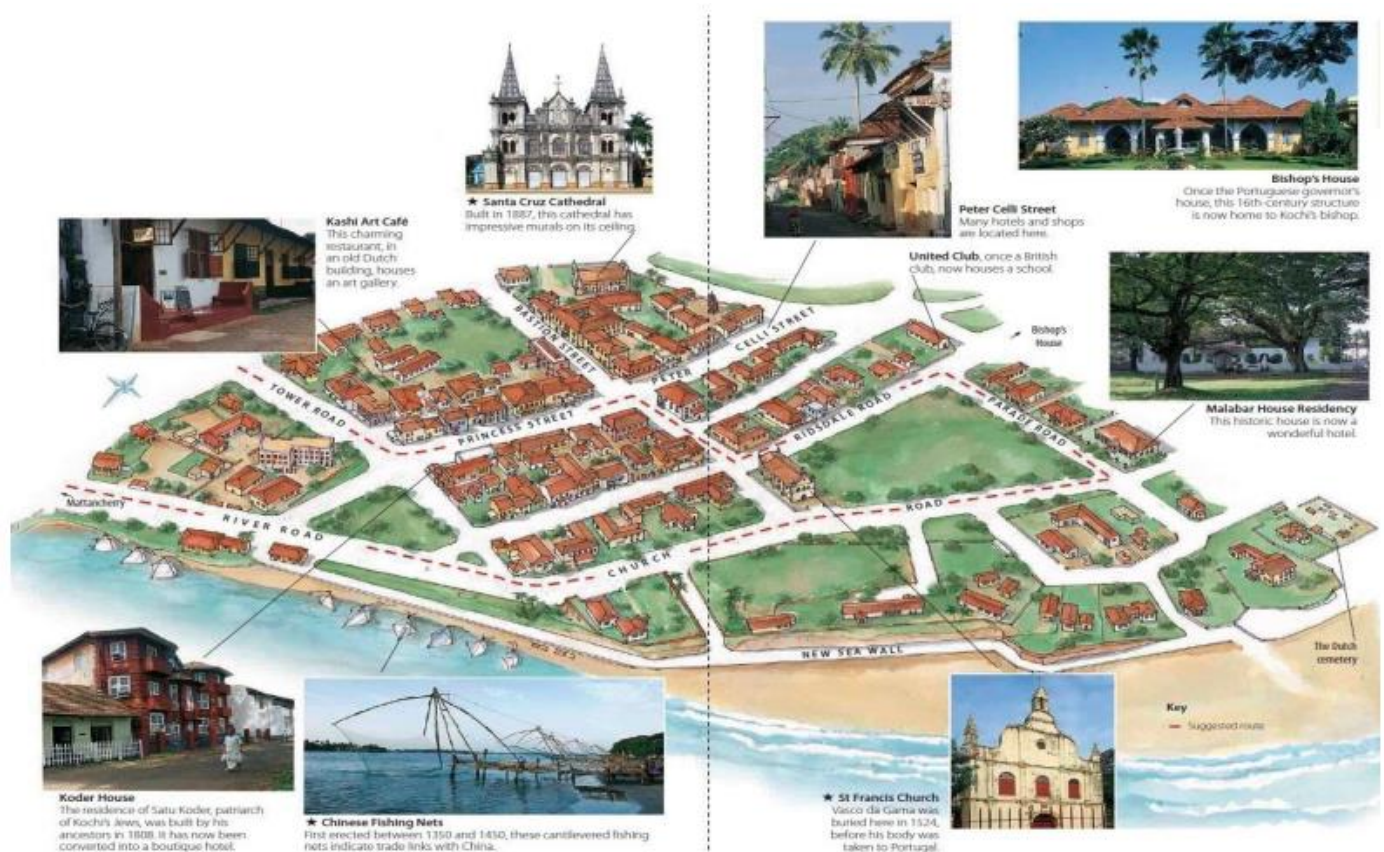 ★ Santa Cruz Cathedral
Built in 1887, this cathedral has
impressive murals on its ceiling
Kashi Art Café
This charming
restaurant, in
an old Dutch
building, houses
an art gallery.
Peter Celli Street
Many hotels and shops
are located here.
Bishop's House
Once the Portuguese governor's
house, this 16th-century structure
is now home to Kochi's bishop.
United Club, once a British
club, now houses a school.
Bishop's
House
Malabar House Residency
This historic house is now a
wonderful hotel.
TOWER ROAD
BASTION STREET
PRINCESS STREET
PETER CELLI STREET
RIDSDALE ROAD
PARADE ROAD
Mattancherry
RIVER ROAD
CHURCH ROAD
NEW SEA WALL
The Dutch
cemetery
Key
Suggested route
Koder House
The residence of Satu Koder, patriarch
of Kochi's Jews, was built by his
ancestors in 1808. It has now been
converted into a boutique hotel.
★ Chinese Fishing Nets
First erected between 1350 and 1450, these cantilevered fishing
nets indicate trade links with China.
★ St Francis Church
Vasco da Gama was
buried here in 1524,
before his body was
taken to Portugal.